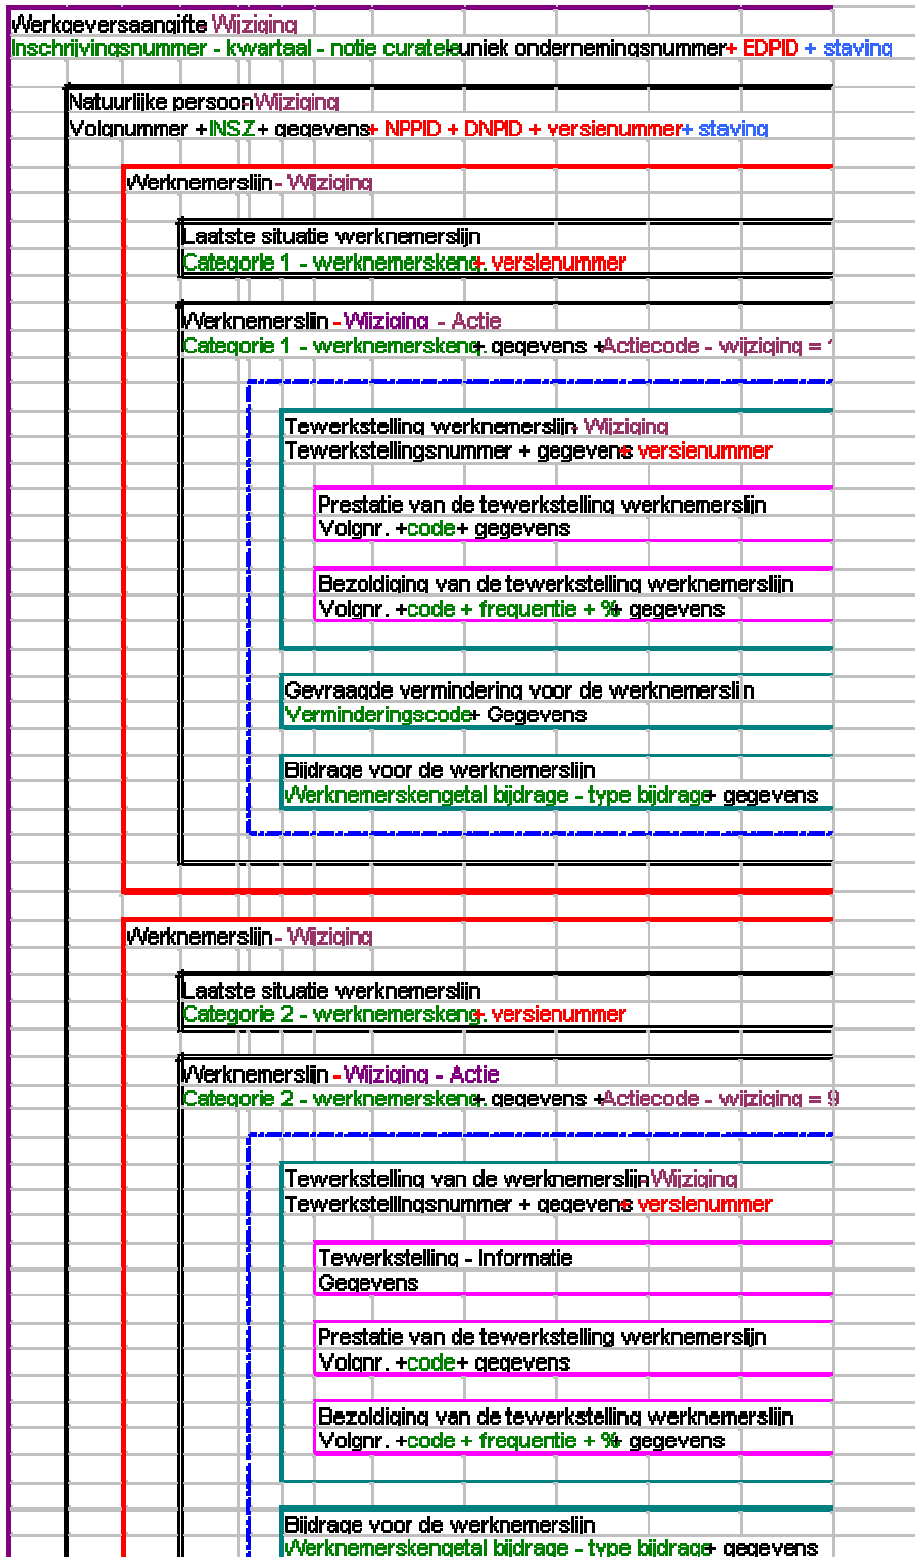 Werkgeversaangifte Wijziging
Inschrijvingsnummer - kwartaal - notie curatele uniek ondernemingsnummer + EDPID + staving
Natuurlijke persoon Wijziging
Volgnummer + INSZ + gegevens + NPPID + DNPID + versienummer + staving
Werknemerslijn - Wijziging
Laatste situatie werknemerslijn
Categorie 1 - werknemerskeng. + versienummer
Werknemerslijn - Wijziging - Actie
Categorie 1 - werknemerskeng. + gegevens + Actiecode - wijziging =
Tewerkstelling werknemerslijn Wijziging
Tewerkstellingsnummer + gegevens + versienummer
Prestatie van de tewerkstelling werknemerslijn
Volgnr. + code + gegevens
Bezoldiging van de tewerkstelling werknemerslijn
Volgnr. + code + frequentie + % + gegevens
Gevraagde vermindering voor de werknemerslijn
Verminderingscode + Gegevens
Bijdrage voor de werknemerslijn
Werknemerskengetal bijdrage - type bijdrage + gegevens
Werknemerslijn - Wijziging
Laatste situatie werknemerslijn
Categorie 2 - werknemerskeng. + versienummer
Werknemerslijn - Wijziging - Actie
Categorie 2 - werknemerskeng. + gegevens + Actiecode - wijziging = 9
Tewerkstelling van de werknemerslijn Wijziging
Tewerkstellingsnummer + gegevens + versienummer
Tewerkstelling - Informatie
Gegevens
Prestatie van de tewerkstelling werknemerslijn
Volgnr. + code + gegevens
Bezoldiging van de tewerkstelling werknemerslijn
Volgnr. + code + frequentie + % + gegevens
Bijdrage voor de werknemerslijn
Werknemerskengetal bijdrage - type bijdrage + gegevens